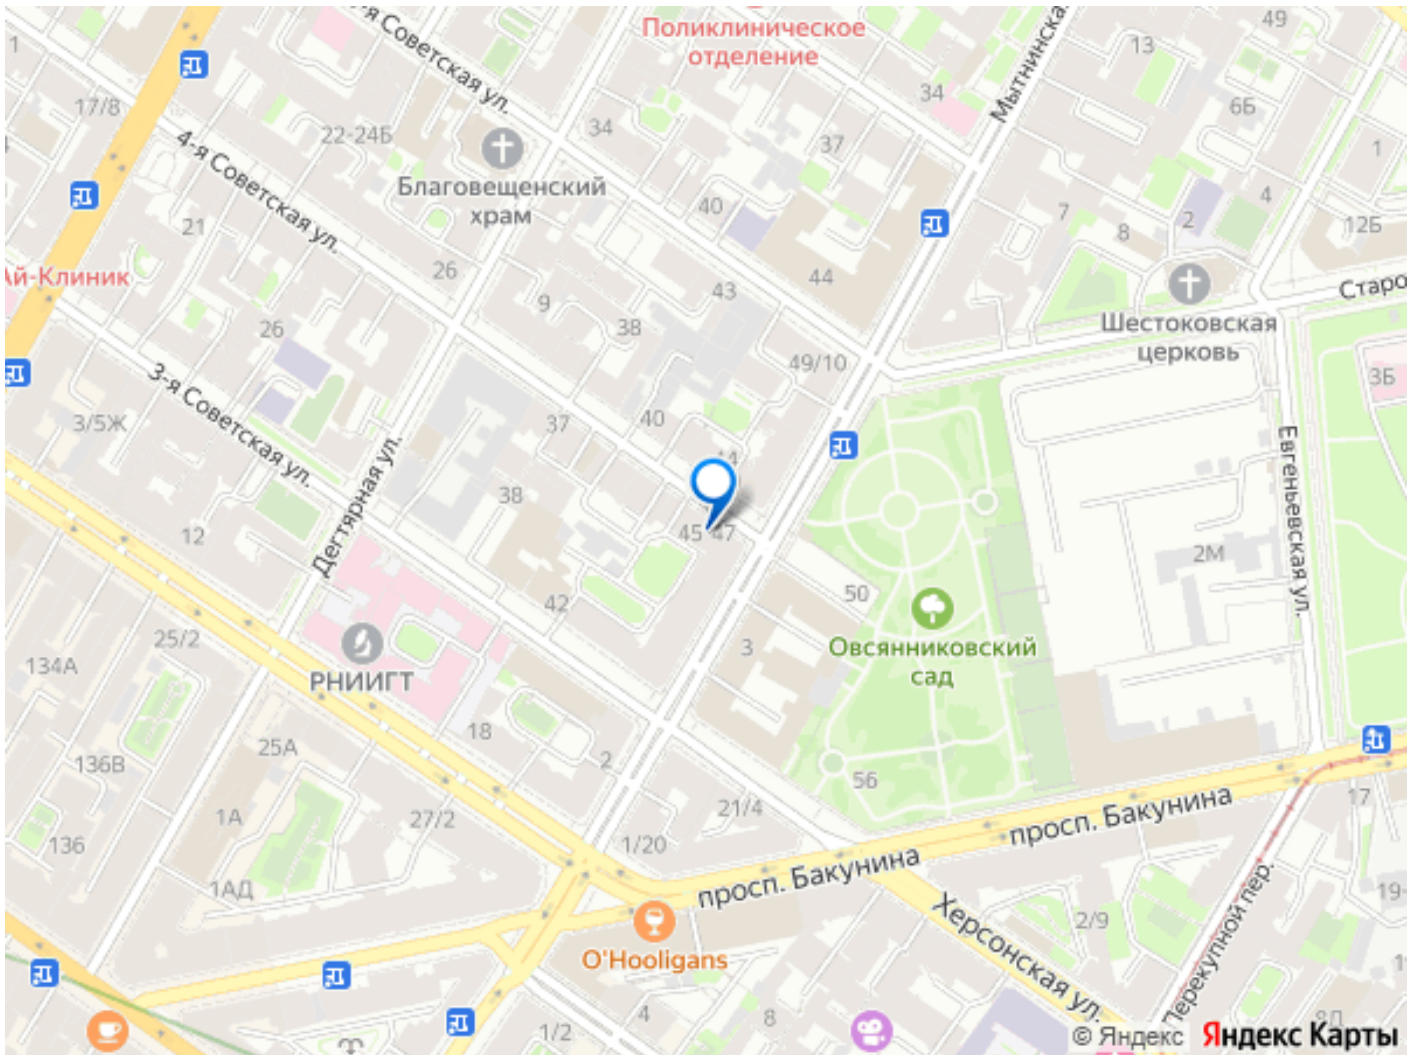 Поликлиническое
отделение
49
13
1
-я Советская ул.
Мытнинская
17/8
34
6Б
22-24Б
34
37
1
4-я Советская ул.
Благовещенский
храм
40
7
8
2
4
12Б
21
26
44
Ай-Клиник
9
43
Старо
26
38
Шестоковская
церковь
49/10
3Б
3-я Советская ул.
3/5Ж
37
40
44
Дегтярная ул.
38
Евгеньевская ул.
12
45-47
2М
42
50
25/2
3
Овсянниковский
сад
134А
РНИИГТ
18
25А
2
136В
56
21/4
17
1А
27/2
просп. Бакунина
136
1/20
просп. Бакунина
1АД
19-
2/9
Херсонская ул.
Перекупной пер.
O'Hooligans
4
8
1/2
© Яндекс
Яндекс Карты